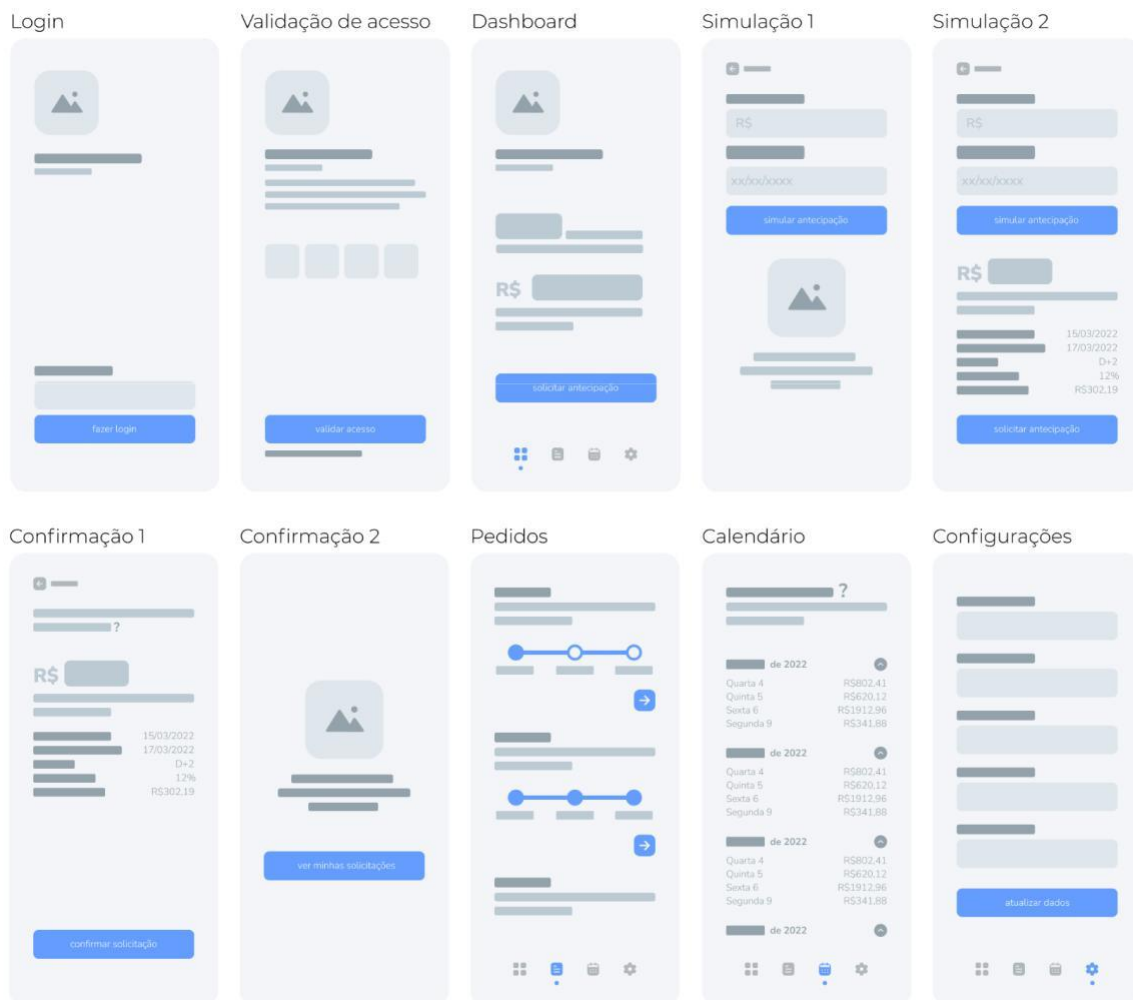 Login
fazer login
Validação de acesso
validar acesso
Dashboard
R$
solicitar antecipação
Simulação 1
R$
xx/xx/xxxx
simular antecipação
Simulação 2
R$
xx/xx/xxxx
simular antecipação
R$
15/03/2022
17/03/2022
D+2
12%
R$302,19
solicitar antecipação
Confirmação 1
?
R$
15/03/2022
17/03/2022
D+2
12%
R$302,19
confirmar solicitação
Confirmação 2
ver minhas solicitações
Pedidos
Calendário
?
de 2022
Quarta 4 R$802,41
Quinta 5 R$620,12
Sexta 6 R$1912,96
Segunda 9 R$341,88
de 2022
Quarta 4 R$802,41
Quinta 5 R$620,12
Sexta 6 R$1912,96
Segunda 9 R$341,88
de 2022
Quarta 4 R$802,41
Quinta 5 R$620,12
Sexta 6 R$1912,96
Segunda 9 R$341,88
de 2022
Configurações
atualizar dados